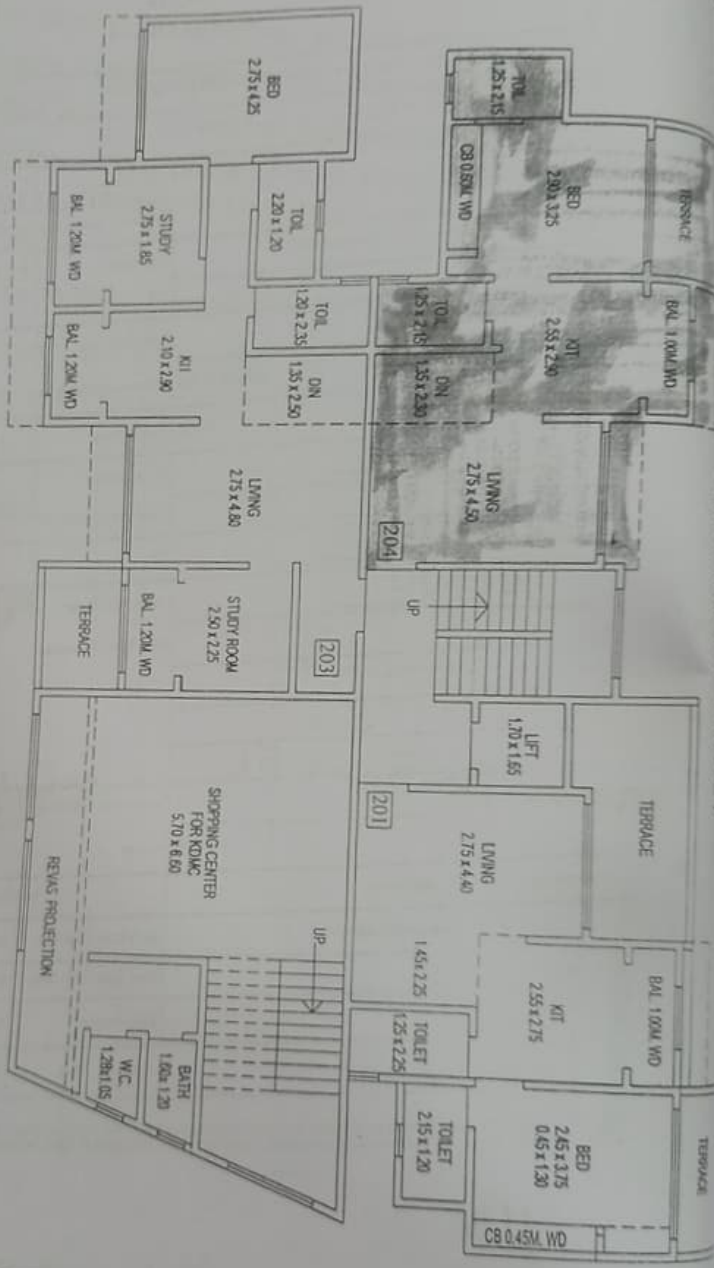 BED
2.75 x 4.25
TOIL
1.25 x 2.15
CB 0.60M. WD
BED
2.90 x 3.25
TERRACE
STUDY
2.75 x 1.85
BAL. 1.20M. WD
TOIL
2.20 x 1.20
TOIL
1.20 x 2.35
TOIL
1.25 x 2.15
KIT
2.55 x 2.90
BAL. 1.00M. WD
BAL. 1.20M. WD
KIT
2.10 x 2.90
DIN
1.35 x 2.50
DIN
1.35 x 2.30
LIVING
2.75 x 4.80
LIVING
2.75 x 4.50
204
UP
TERRACE
BAL. 1.20M. WD
STUDY ROOM
2.50 x 2.25
203
LIFT
1.70 x 1.65
TERRACE
201
LIVING
2.75 x 4.40
SHOPPING CENTER
FOR KDMC
5.70 x 6.60
REVAS PROJECTION
UP
1.45 x 2.25
KIT
2.55 x 2.75
BAL. 1.00M. WD
TOILET
1.25 x 2.25
W.C.
1.28x1.05
BATH
1.60x1.20
TOILET
2.15 x 1.20
BED
2.45 x 3.75
0.45 x 1.30
TERRACE
CB 0.45M. WD